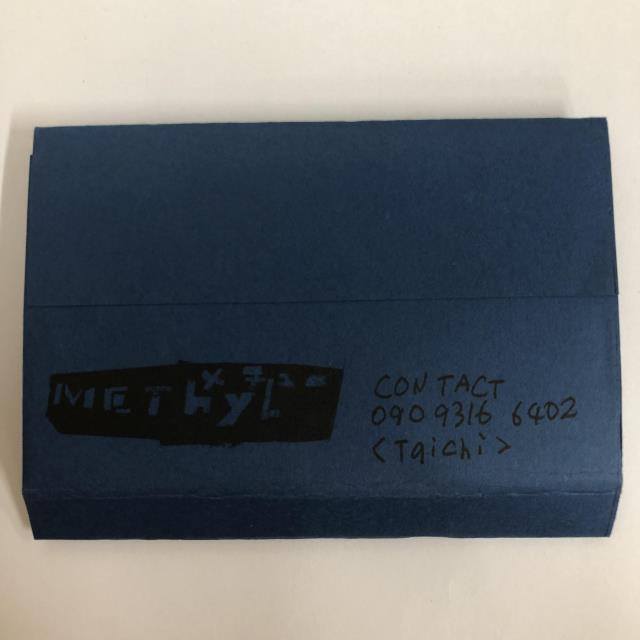 メチル
METHyL
CONTACT
090 9316 6402
<Taichi>